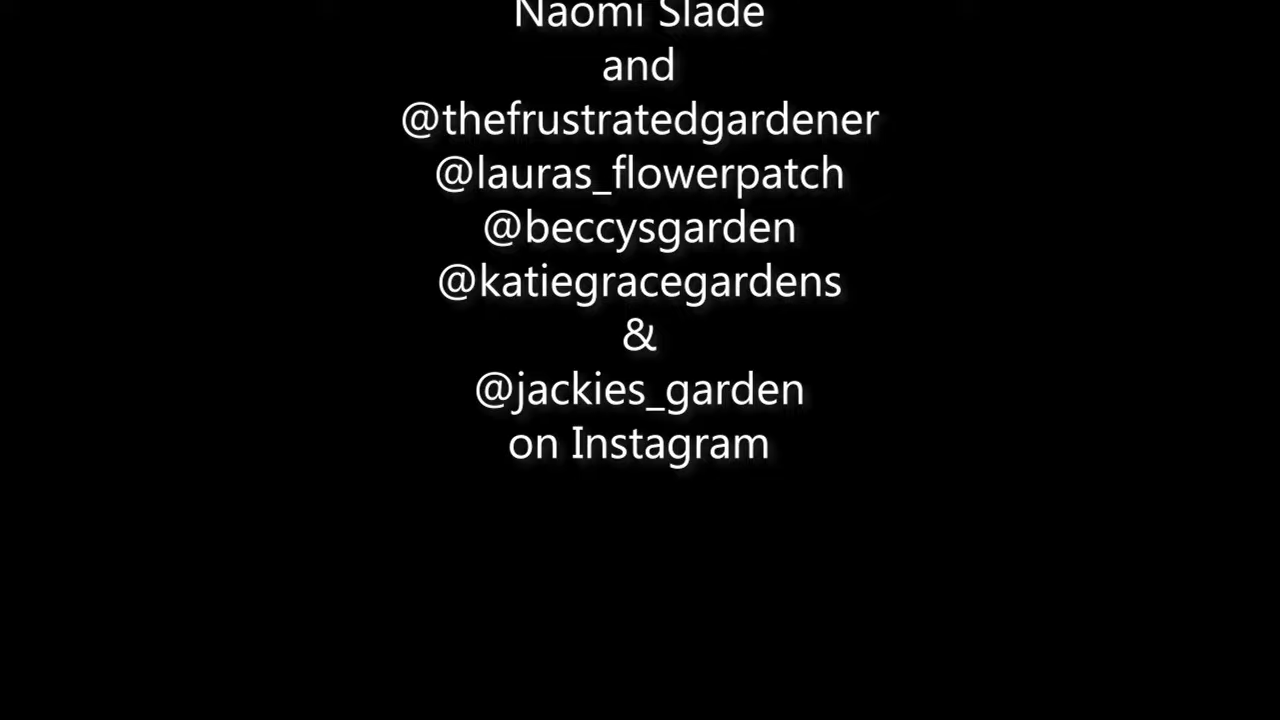 Naomi Slade
and
@thefrustratedgardener
@lauras_flowerpatch
@beccysgarden
@katiegracegardens
&
@jackies_garden
on Instagram